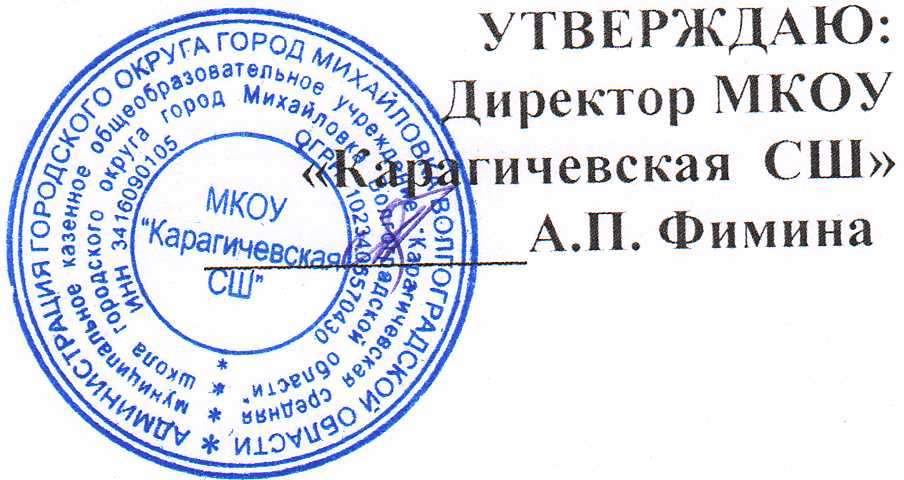 УТВЕРЖДАЮ:
Директор МКОУ
«Карагичевская СШ»
А.П. Фимина
АДМИНИСТРАЦИЯ ГОРОДСКОГО ОКРУГА ГОРОД МИХАЙЛОВКА ВОЛГОГРАДСКОЙ ОБЛАСТИ *
муниципальное казенное общеобразовательное учреждение "Карагичевская средняя *
школа городского округа город Михайловка Волгоградской области" *
ИНН 3416090105
ОГРН
*
МКОУ
"Карагичевская
СШ"